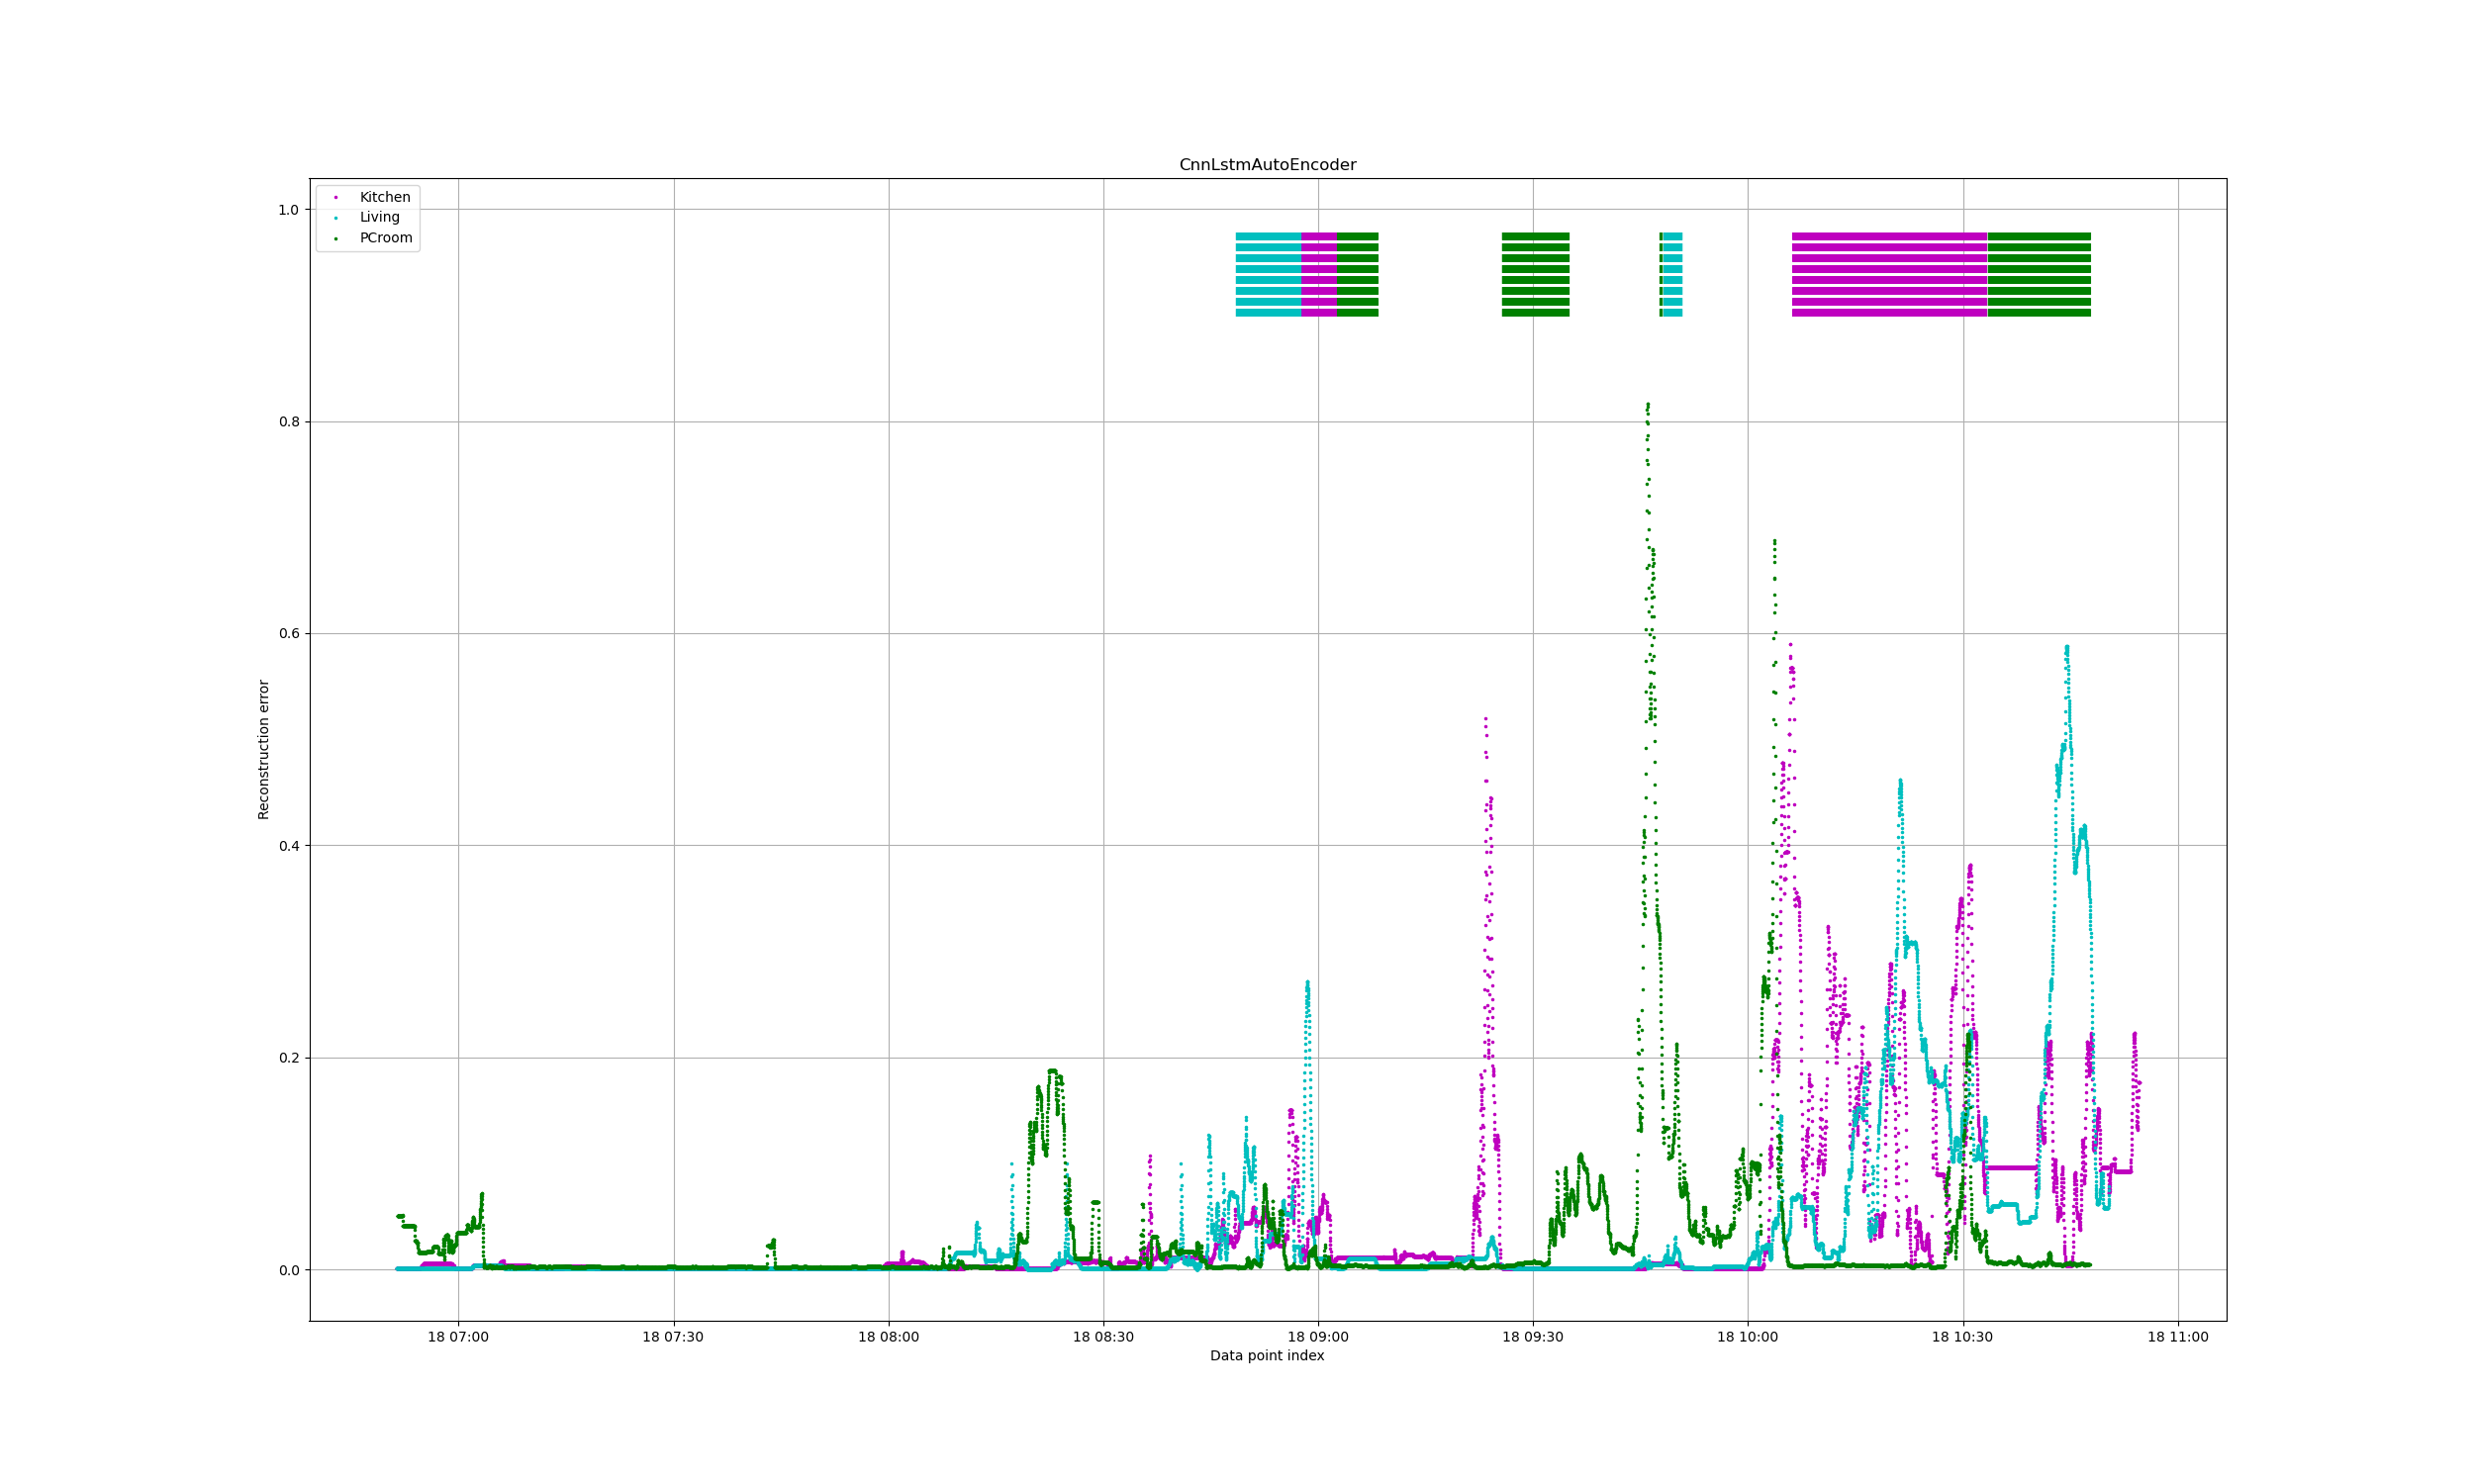 CnnLstmAutoEncoder
Kitchen
Living
PCroom
1.0
0.8
0.6
0.4
0.2
0.0
Reconstruction error
18 07:00
18 07:30
18 08:00
18 08:30
18 09:00
18 09:30
18 10:00
18 10:30
18 11:00
Data point index